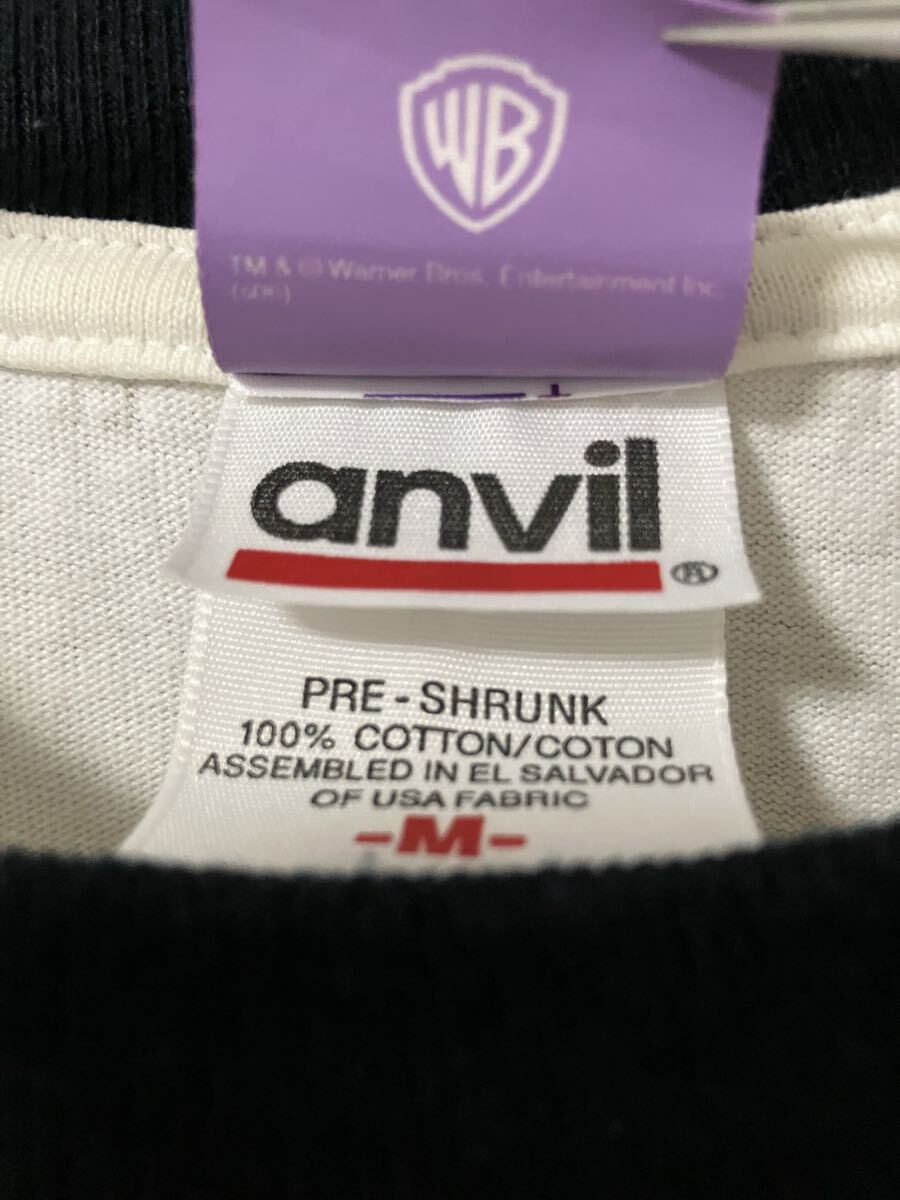 WB
TM & © Warner Bros. Entertainment Inc.
(s06)
anvil
®
PRE-SHRUNK
100% COTTON/COTON
ASSEMBLED IN EL SALVADOR
OF USA FABRIC
-M-